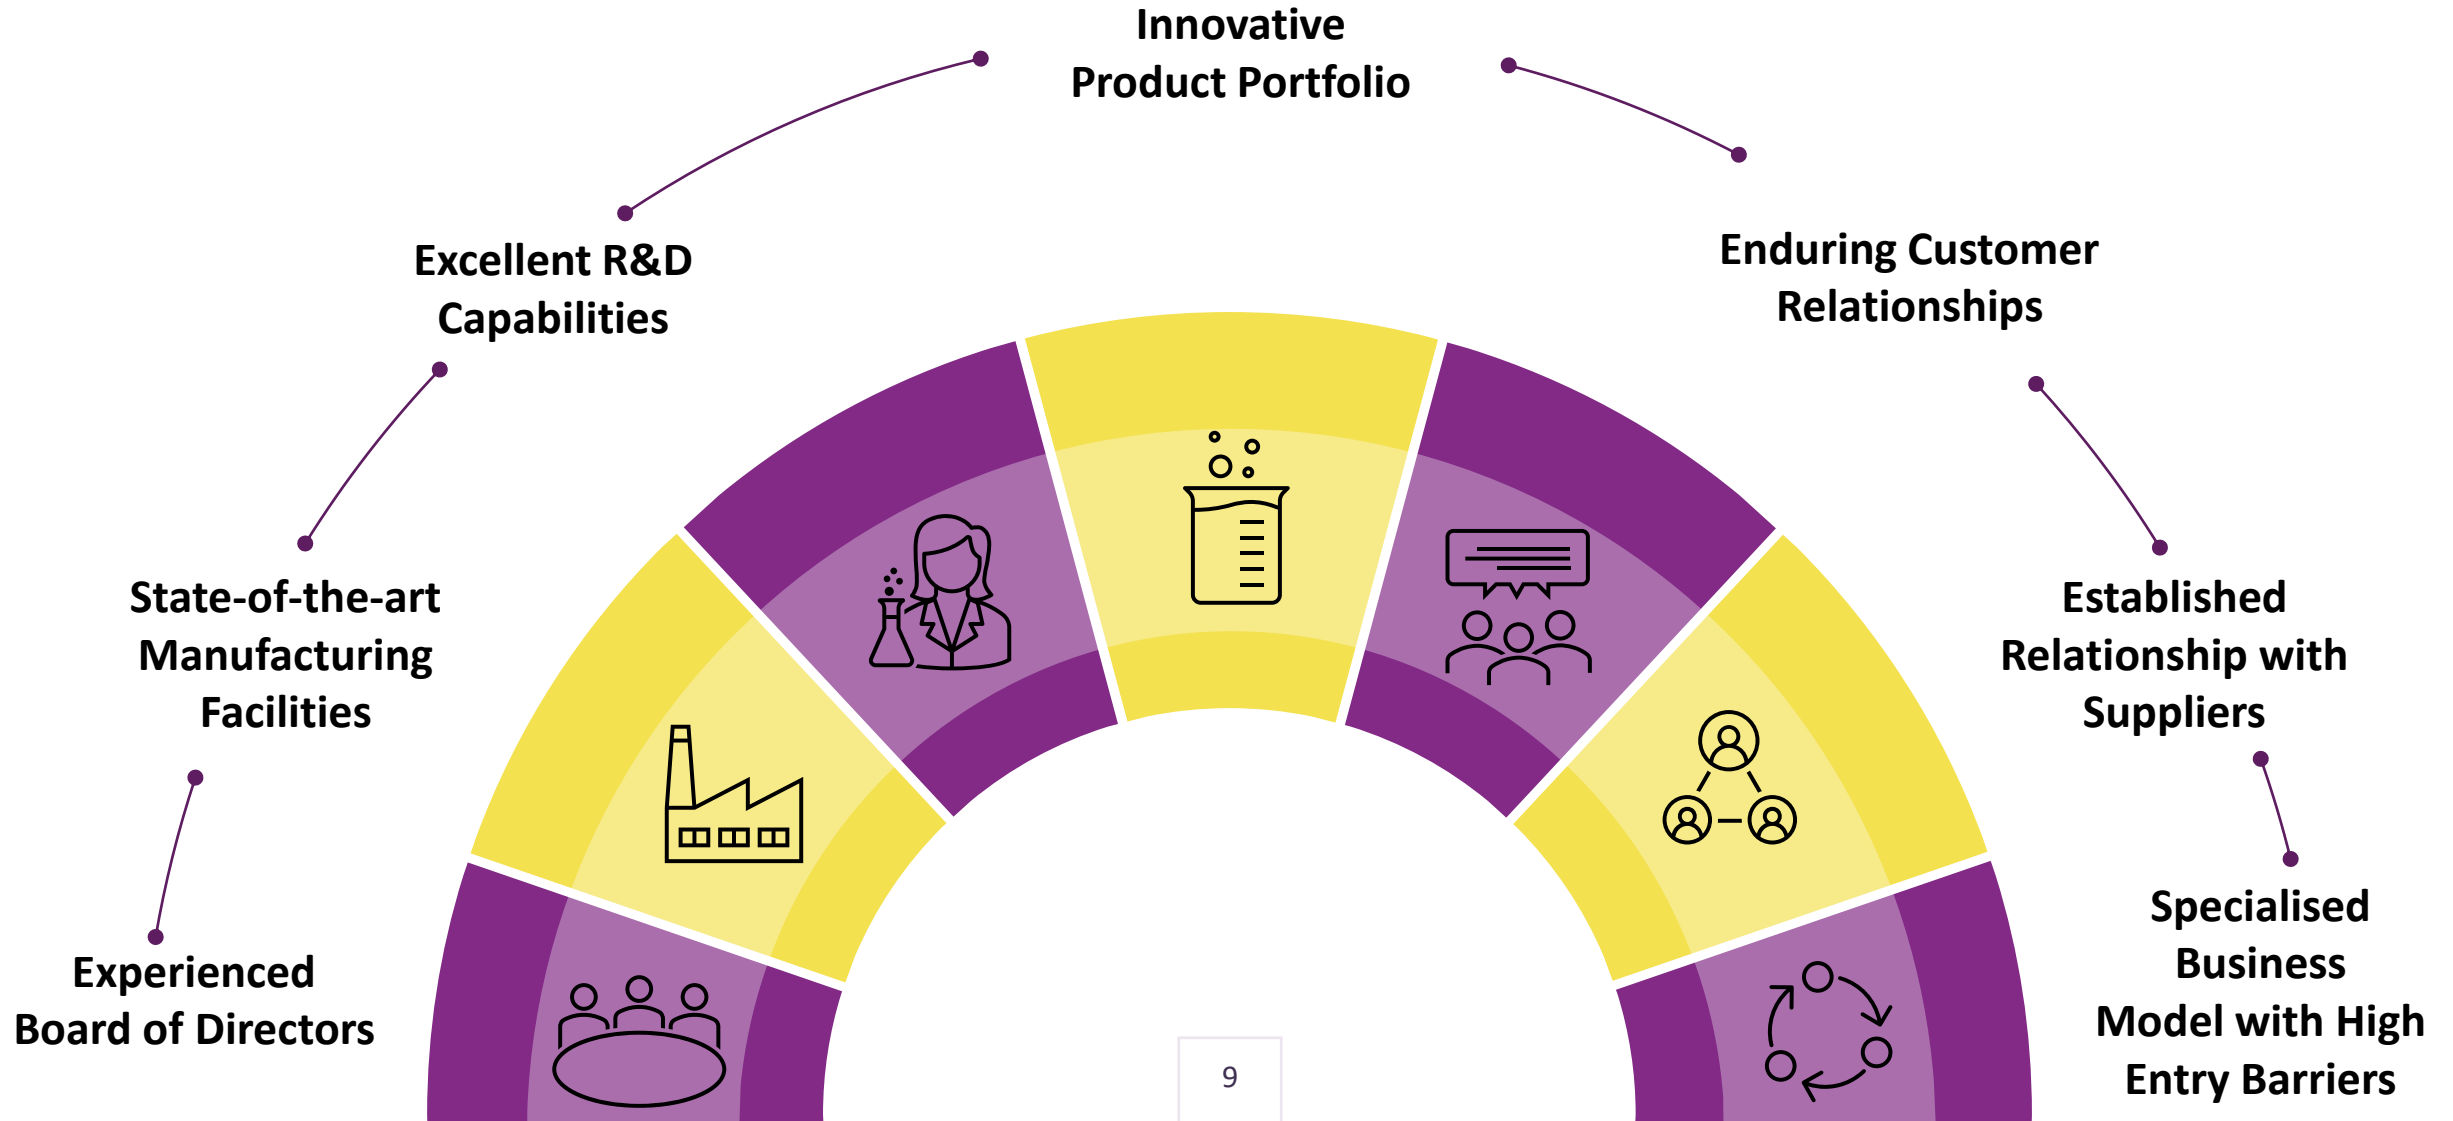 Innovative
Product Portfolio
Excellent R&D
Capabilities
Enduring Customer
Relationships
State-of-the-art
Manufacturing
Facilities
Established
Relationship with
Suppliers
Experienced
Board of Directors
Specialised
Business
Model with High
Entry Barriers
9